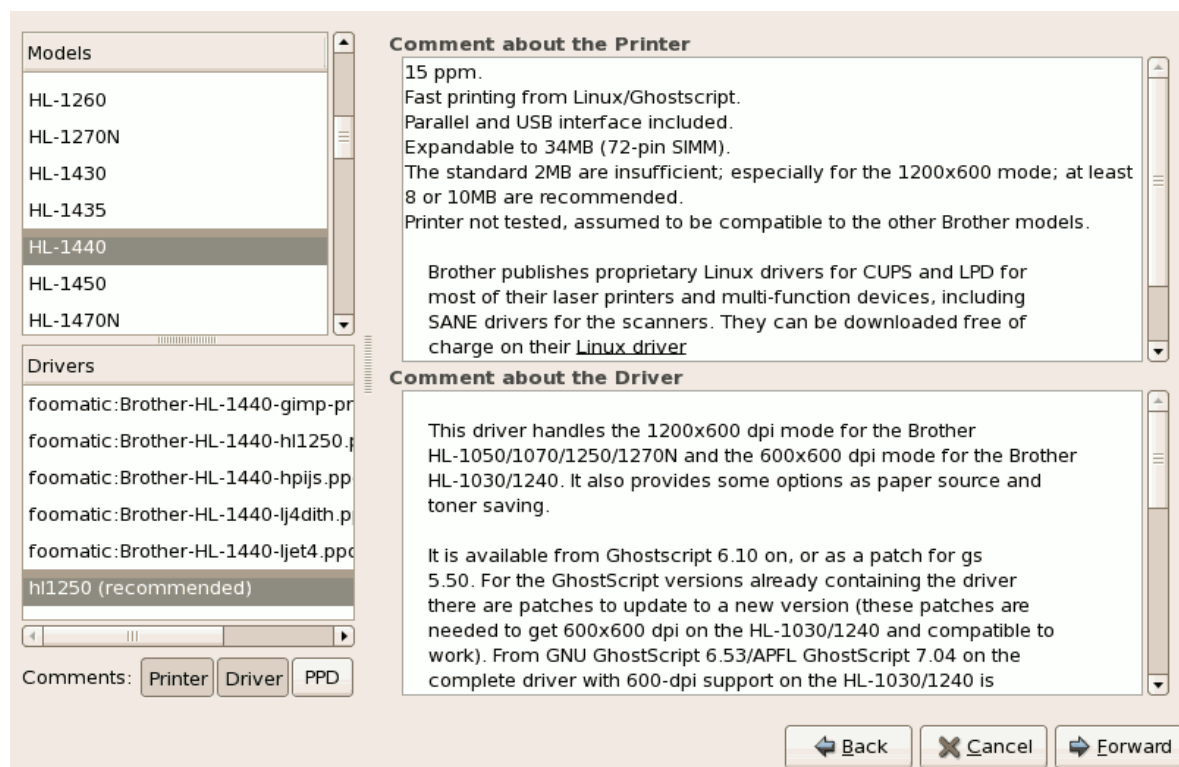 Models
HL-1260
HL-1270N
HL-1430
HL-1435
HL-1440
HL-1450
HL-1470N
Drivers
foomatic:Brother-HL-1440-gimp-pr
foomatic:Brother-HL-1440-hl1250.p
foomatic:Brother-HL-1440-hpijs.pp
foomatic:Brother-HL-1440-lj4dith.p
foomatic:Brother-HL-1440-ljet4.ppd
hl1250 (recommended)
Comments: Printer Driver PPD
Comment about the Printer
15 ppm.
Fast printing from Linux/Ghostscript.
Parallel and USB interface included.
Expandable to 34MB (72-pin SIMM).
The standard 2MB are insufficient; especially for the 1200x600 mode; at least
8 or 10MB are recommended.
Printer not tested, assumed to be compatible to the other Brother models.
Brother publishes proprietary Linux drivers for CUPS and LPD for
most of their laser printers and multi-function devices, including
SANE drivers for the scanners. They can be downloaded free of
charge on their Linux driver
Comment about the Driver
This driver handles the 1200x600 dpi mode for the Brother
HL-1050/1070/1250/1270N and the 600x600 dpi mode for the Brother
HL-1030/1240. It also provides some options as paper source and
toner saving.
It is available from Ghostscript 6.10 on, or as a patch for gs
5.50. For the GhostScript versions already containing the driver
there are patches to update to a new version (these patches are
needed to get 600x600 dpi on the HL-1030/1240 and compatible to
work). From GNU GhostScript 6.53/APFL GhostScript 7.04 on the
complete driver with 600-dpi support on the HL-1030/1240 is
Back Cancel Forward